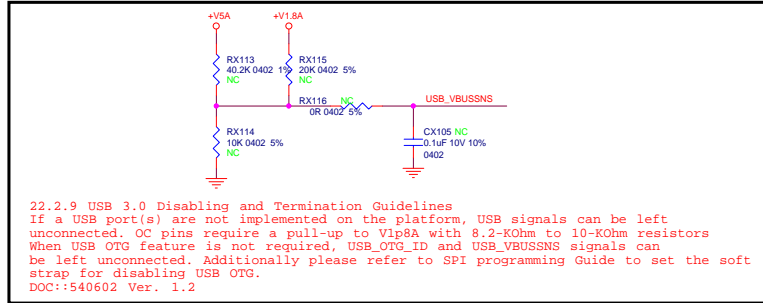 +V5A
+V1.8A
RX113
40.2K 0402 1%
NC
RX115
20K 0402 5%
NC
RX116
NC
0R 0402 5%
USB_VBUSSNS
RX114
10K 0402 5%
NC
CX105 NC
0.1uF 10V 10%
0402
22.2.9 USB 3.0 Disabling and Termination Guidelines
If a USB port(s) are not implemented on the platform, USB signals can be left
unconnected. OC pins require a pull-up to V1p8A with 8.2-KOhm to 10-KOhm resistors
When USB OTG feature is not required, USB_OTG_ID and USB_VBUSSNS signals can
be left unconnected. Additionally please refer to SPI programming Guide to set the soft
strap for disabling USB OTG.
DOC::540602 Ver. 1.2